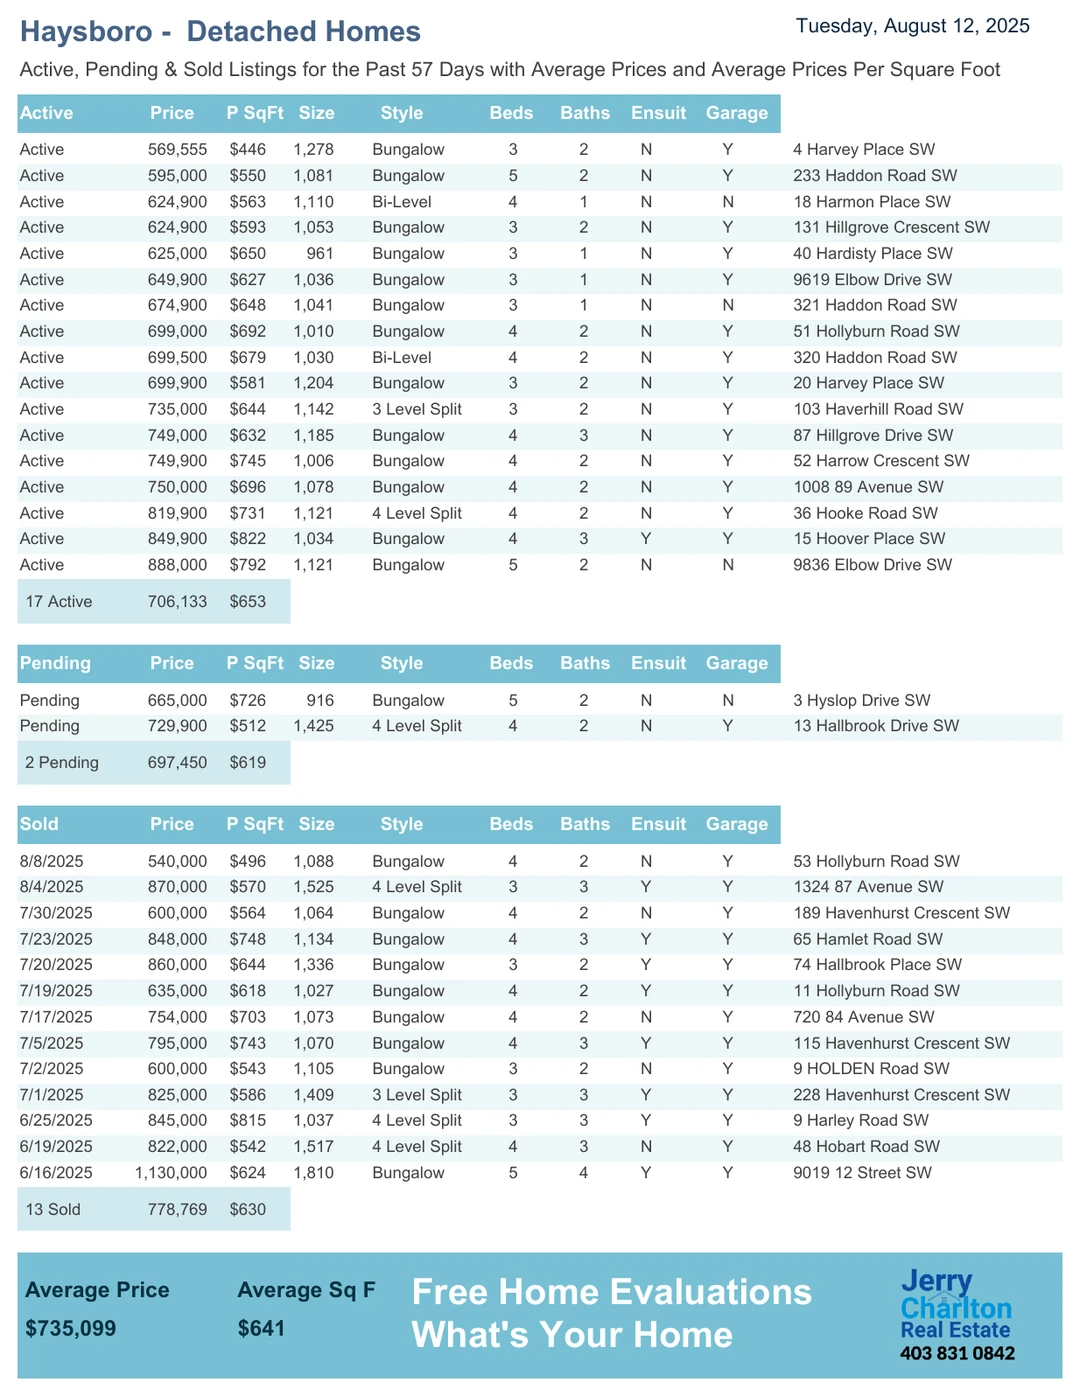 Haysboro -  Detached Homes
Tuesday, August 12, 2025
Active, Pending & Sold Listings for the Past 57 Days with Average Prices and Average Prices Per Square Foot
Active Price P SqFt Size Style Beds Baths Ensuit Garage
Active 569,555 $446 1,278 Bungalow 3 2 N Y 4 Harvey Place SW
Active 595,000 $550 1,081 Bungalow 5 2 N Y 233 Haddon Road SW
Active 624,900 $563 1,110 Bi-Level 4 1 N N 18 Harmon Place SW
Active 624,900 $593 1,053 Bungalow 3 2 N Y 131 Hillgrove Crescent SW
Active 625,000 $650 961 Bungalow 3 1 N Y 40 Hardisty Place SW
Active 649,900 $627 1,036 Bungalow 3 1 N Y 9619 Elbow Drive SW
Active 674,900 $648 1,041 Bungalow 3 1 N N 321 Haddon Road SW
Active 699,000 $692 1,010 Bungalow 4 2 N Y 51 Hollyburn Road SW
Active 699,500 $679 1,030 Bi-Level 4 2 N Y 320 Haddon Road SW
Active 699,900 $581 1,204 Bungalow 3 2 N Y 20 Harvey Place SW
Active 735,000 $644 1,142 3 Level Split 3 2 N Y 103 Haverhill Road SW
Active 749,000 $632 1,185 Bungalow 4 3 N Y 87 Hillgrove Drive SW
Active 749,900 $745 1,006 Bungalow 4 2 N Y 52 Harrow Crescent SW
Active 750,000 $696 1,078 Bungalow 4 2 N Y 1008 89 Avenue SW
Active 819,900 $731 1,121 4 Level Split 4 2 N Y 36 Hooke Road SW
Active 849,900 $822 1,034 Bungalow 4 3 Y Y 15 Hoover Place SW
Active 888,000 $792 1,121 Bungalow 5 2 N N 9836 Elbow Drive SW
17 Active 706,133 $653
Pending Price P SqFt Size Style Beds Baths Ensuit Garage
Pending 665,000 $726 916 Bungalow 5 2 N N 3 Hyslop Drive SW
Pending 729,900 $512 1,425 4 Level Split 4 2 N Y 13 Hallbrook Drive SW
2 Pending 697,450 $619
Sold Price P SqFt Size Style Beds Baths Ensuit Garage
8/8/2025 540,000 $496 1,088 Bungalow 4 2 N Y 53 Hollyburn Road SW
8/4/2025 870,000 $570 1,525 4 Level Split 3 3 Y Y 1324 87 Avenue SW
7/30/2025 600,000 $564 1,064 Bungalow 4 2 N Y 189 Havenhurst Crescent SW
7/23/2025 848,000 $748 1,134 Bungalow 4 3 Y Y 65 Hamlet Road SW
7/20/2025 860,000 $644 1,336 Bungalow 3 2 Y Y 74 Hallbrook Place SW
7/19/2025 635,000 $618 1,027 Bungalow 4 2 Y Y 11 Hollyburn Road SW
7/17/2025 754,000 $703 1,073 Bungalow 4 2 N Y 720 84 Avenue SW
7/5/2025 795,000 $743 1,070 Bungalow 4 3 Y Y 115 Havenhurst Crescent SW
7/2/2025 600,000 $543 1,105 Bungalow 3 2 N Y 9 HOLDEN Road SW
7/1/2025 825,000 $586 1,409 3 Level Split 3 3 Y Y 228 Havenhurst Crescent SW
6/25/2025 845,000 $815 1,037 4 Level Split 3 3 Y Y 9 Harley Road SW
6/19/2025 822,000 $542 1,517 4 Level Split 4 3 N Y 48 Hobart Road SW
6/16/2025 1,130,000 $624 1,810 Bungalow 5 4 Y Y 9019 12 Street SW
13 Sold 778,769 $630
Average Price Average Sq F
$735,099 $641
Free Home Evaluations
What's Your Home
Jerry
Charlton
Real Estate
403 831 0842